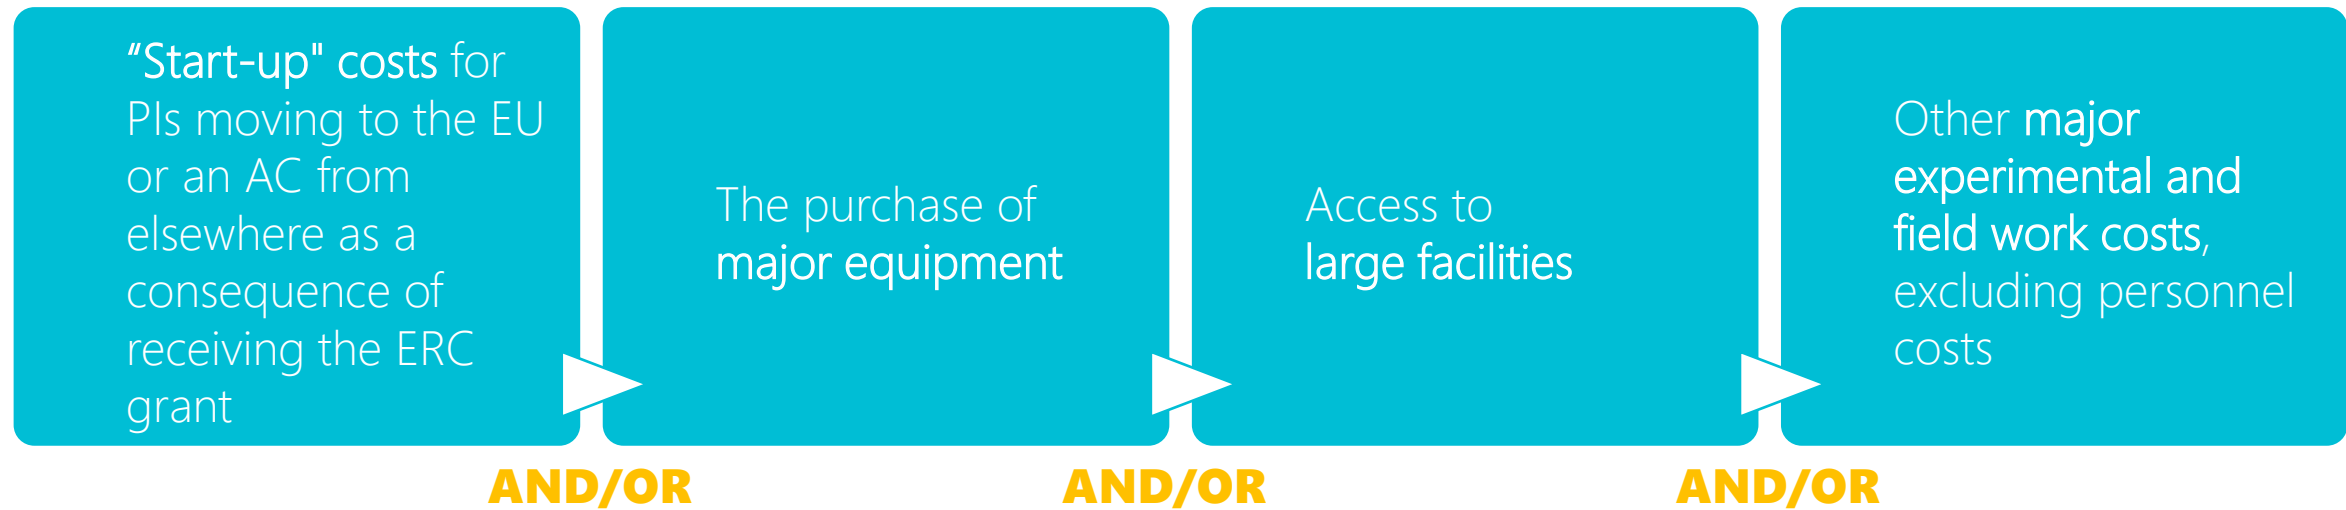 “Start-up" costs for
PIs moving to the EU
or an AC from
elsewhere as a
consequence of
receiving the ERC
grant
The purchase of
major equipment
Access to
large facilities
Other major
experimental and
field work costs,
excluding personnel
costs
AND/OR
AND/OR
AND/OR